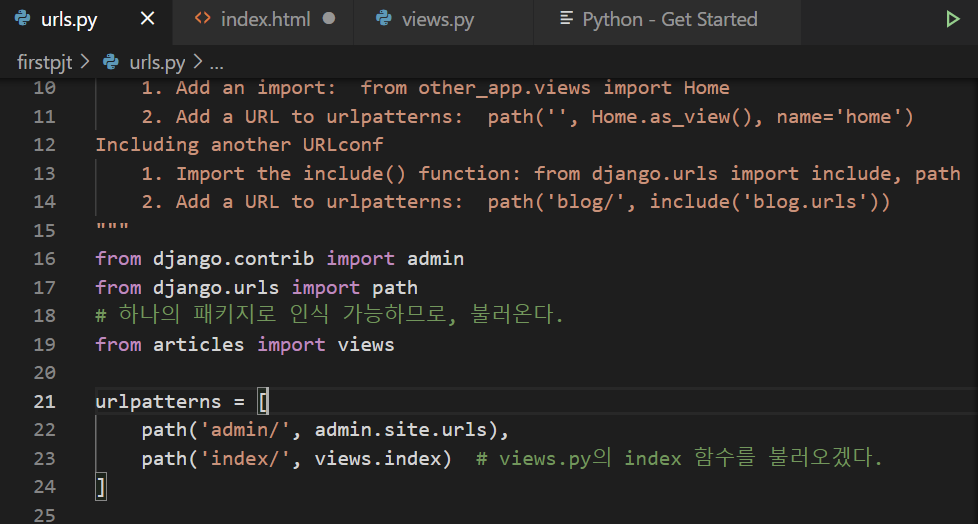 urls.py
index.html
views.py
Python - Get Started
firstpjt > urls.py > ...
10 1. Add an import:  from other_app.views import Home
11 2. Add a URL to urlpatterns:  path('', Home.as_view(), name='home')
12 Including another URLconf
13 1. Import the include() function: from django.urls import include, path
14 2. Add a URL to urlpatterns:  path('blog/', include('blog.urls'))
15 """
16 from django.contrib import admin
17 from django.urls import path
18 # 하나의 패키지로 인식 가능하므로, 불러온다.
19 from articles import views
20
21 urlpatterns = [
22 path('admin/', admin.site.urls),
23 path('index/', views.index)  # views.py의 index 함수를 불러오겠다.
24 ]
25